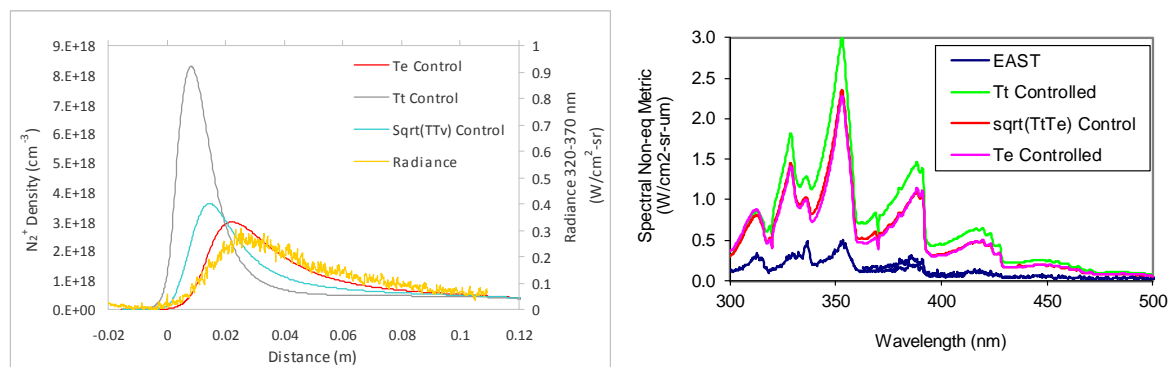 9.E+18
8.E+18
7.E+18
6.E+18
5.E+18
4.E+18
3.E+18
2.E+18
1.E+18
0.E+00
N₂⁺ Density (cm⁻³)
-0.02
0
0.02
0.04
0.06
0.08
0.1
0.12
Distance (m)
Te Control
Tt Control
Sqrt(TTv) Control
Radiance
1
0.9
0.8
0.7
0.6
0.5
0.4
0.3
0.2
0.1
0
Radiance 320-370 nm
(W/cm²-sr)
3.0
2.5
2.0
1.5
1.0
0.5
0.0
Spectral Non-eq Metric
(W/cm2-sr-um)
300
350
400
450
500
Wavelength (nm)
EAST
Tt Controlled
sqrt(TtTe) Control
Te Controlled